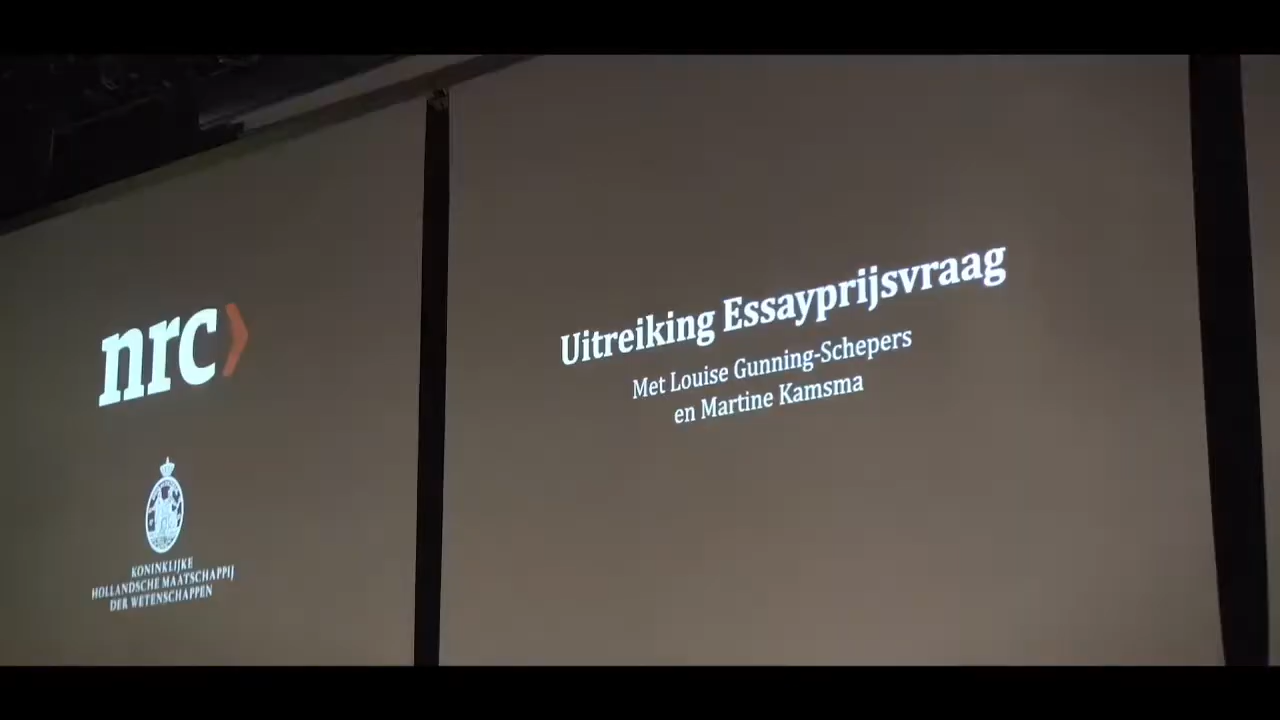 nrc
KONINKLIJKE
HOLLANDSCHE MAATSCHAPPIJ
DER WETENSCHAPPEN
Uitreiking Essayprijsvraag
Met Louise Gunning-Schepers
en Martine Kamsma